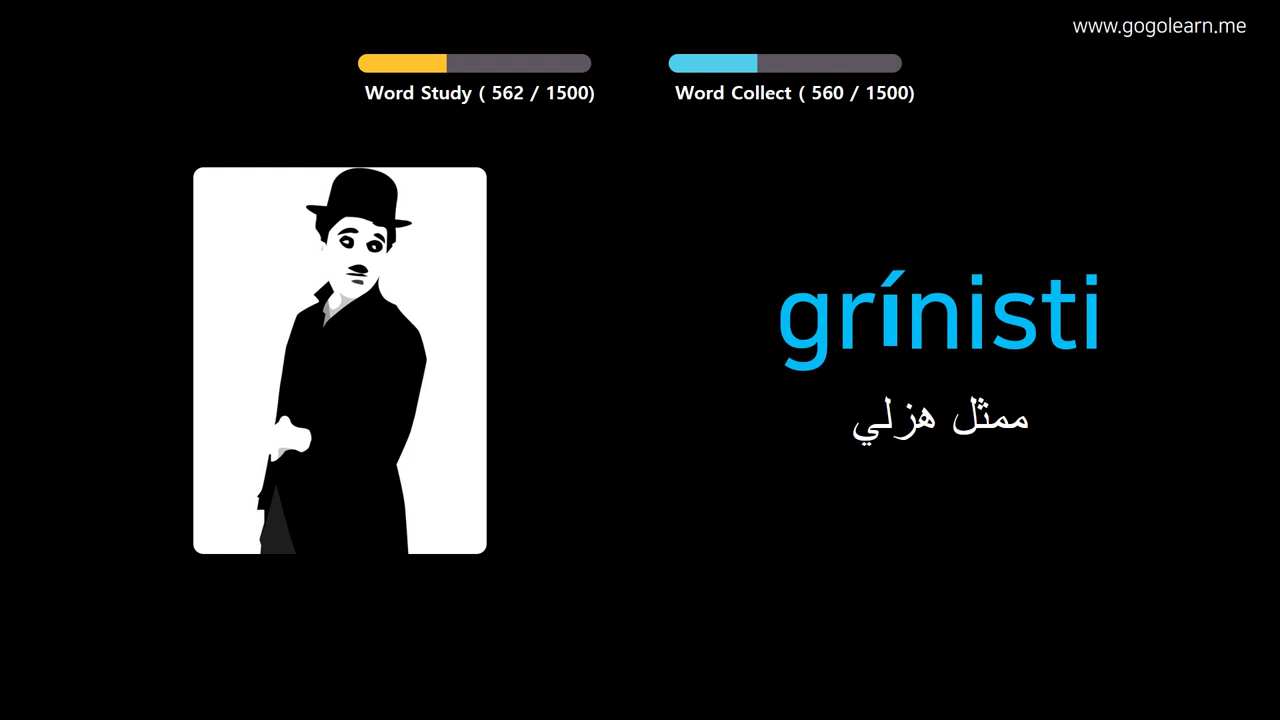 www.gogolearn.me
Word Study ( 562 / 1500)
Word Collect ( 560 / 1500)
grínisti
ممثل هزلي